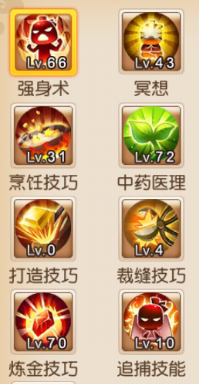 Lv.66 Lv.43
强身术 冥想
Lv.31 Lv.72
烹饪技巧 中药医理
Lv.0 Lv.4
打造技巧 裁缝技巧
Lv.70 Lv.10
炼金技巧 追捕技能